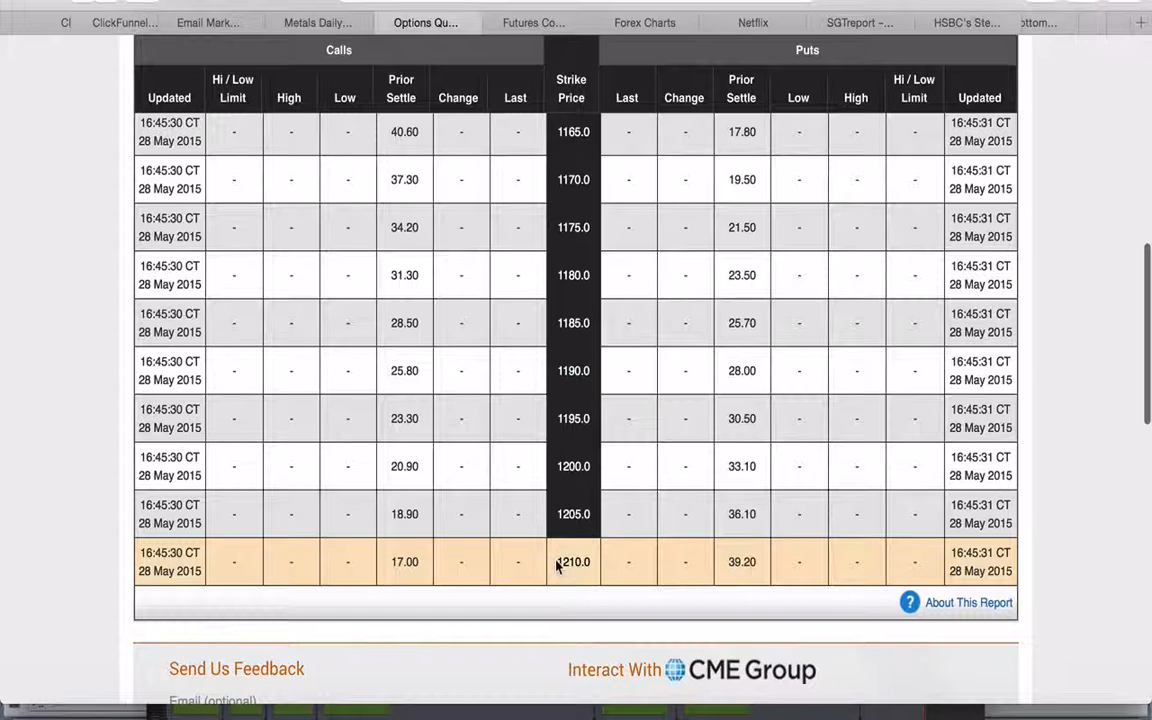 Cl ClickFunnel... Email Mark... Metals Daily... Options Qu... Futures Co... Forex Charts Netflix SGTreport –... HSBC's Ste... ottom... +
Calls Puts
Hi / Low Prior Strike Prior Hi / Low
Updated Limit High Low Settle Change Last Price Last Change Settle Low High Limit Updated
16:45:30 CT 16:45:31 CT
28 May 2015 - - - 40.60 - - 1165.0 - - 17.80 - - - 28 May 2015
16:45:30 CT 16:45:31 CT
28 May 2015 - - - 37.30 - - 1170.0 - - 19.50 - - - 28 May 2015
16:45:30 CT 16:45:31 CT
28 May 2015 - - - 34.20 - - 1175.0 - - 21.50 - - - 28 May 2015
16:45:30 CT 16:45:31 CT
28 May 2015 - - - 31.30 - - 1180.0 - - 23.50 - - - 28 May 2015
16:45:30 CT 16:45:31 CT
28 May 2015 - - - 28.50 - - 1185.0 - - 25.70 - - - 28 May 2015
16:45:30 CT 16:45:31 CT
28 May 2015 - - - 25.80 - - 1190.0 - - 28.00 - - - 28 May 2015
16:45:30 CT 16:45:31 CT
28 May 2015 - - - 23.30 - - 1195.0 - - 30.50 - - - 28 May 2015
16:45:30 CT 16:45:31 CT
28 May 2015 - - - 20.90 - - 1200.0 - - 33.10 - - - 28 May 2015
16:45:30 CT 16:45:31 CT
28 May 2015 - - - 18.90 - - 1205.0 - - 36.10 - - - 28 May 2015
16:45:30 CT 16:45:31 CT
28 May 2015 - - - 17.00 - - 1210.0 - - 39.20 - - - 28 May 2015
? About This Report
Send Us Feedback Interact With CME Group
Email (optional)